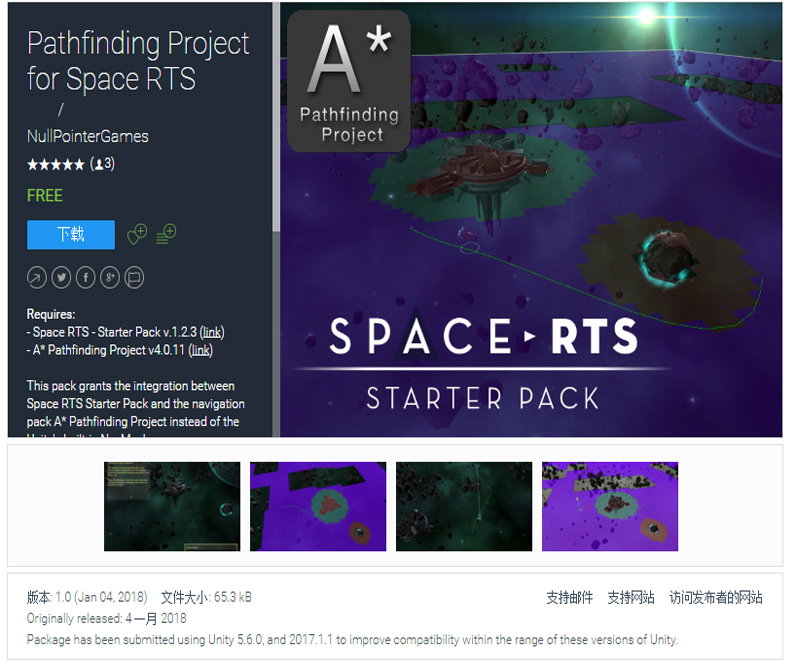 Pathfinding Project
for Space RTS
/
NullPointerGames
★★★★★ (3)
FREE
下载
Requires:
- Space RTS - Starter Pack v.1.2.3 (link)
- A* Pathfinding Project v4.0.11 (link)
This pack grants the integration between
Space RTS Starter Pack and the navigation
pack A* Pathfinding Project instead of the
A*
Pathfinding
Project
SPACE ▸ RTS
STARTER PACK
版本: 1.0 (Jan 04, 2018) 文件大小: 65.3 kB
支持邮件 支持网站 访问发布者的网站
Originally released: 4 一月 2018
Package has been submitted using Unity 5.6.0, and 2017.1.1 to improve compatibility within the range of these versions of Unity.